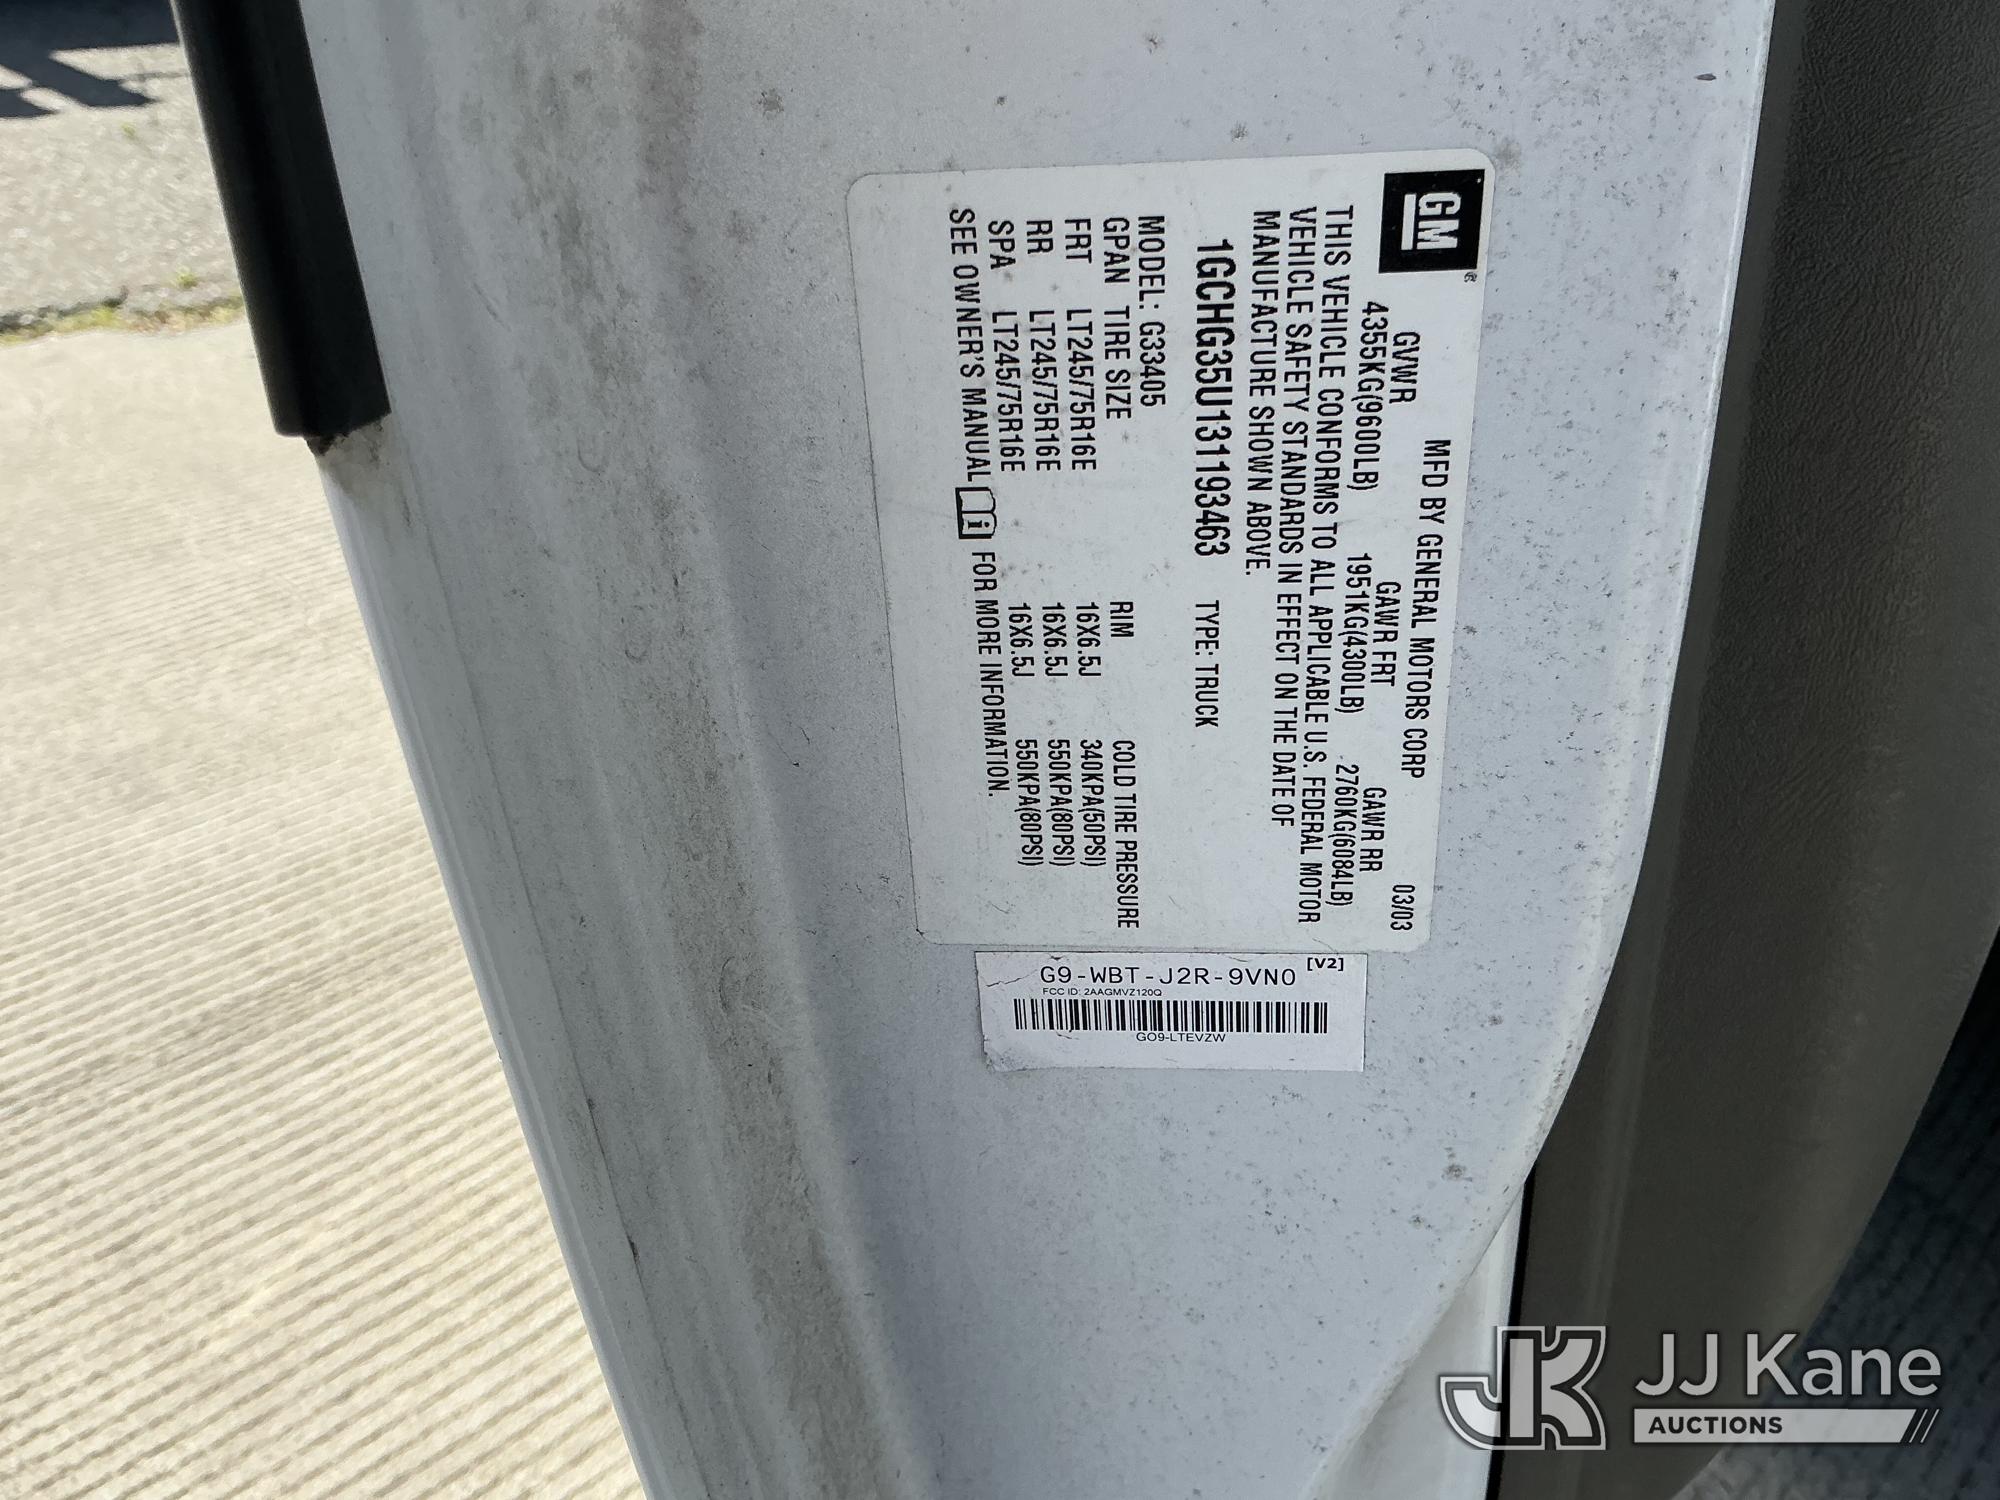 GM®
MFD BY GENERAL MOTORS CORP 03/03
GVWR GAWR FRT GAWR RR
4355KG(9600LB) 1951KG(4300LB) 2760KG(6084LB)
THIS VEHICLE CONFORMS TO ALL APPLICABLE U.S. FEDERAL MOTOR
VEHICLE SAFETY STANDARDS IN EFFECT ON THE DATE OF
MANUFACTURE SHOWN ABOVE.
1GCHG35U131193463 TYPE: TRUCK
MODEL: G33405
GPAN TIRE SIZE RIM COLD TIRE PRESSURE
FRT LT245/75R16E 16X6.5J 340KPA(50PSI)
RR LT245/75R16E 16X6.5J 550KPA(80PSI)
SPA LT245/75R16E 16X6.5J 550KPA(80PSI)
SEE OWNER'S MANUAL i FOR MORE INFORMATION.
G9-WBT-J2R-9VN0 [V2]
FCC ID: 2AAGMVZ120Q
GO9-LTEVZW
JK JJ Kane
AUCTIONS